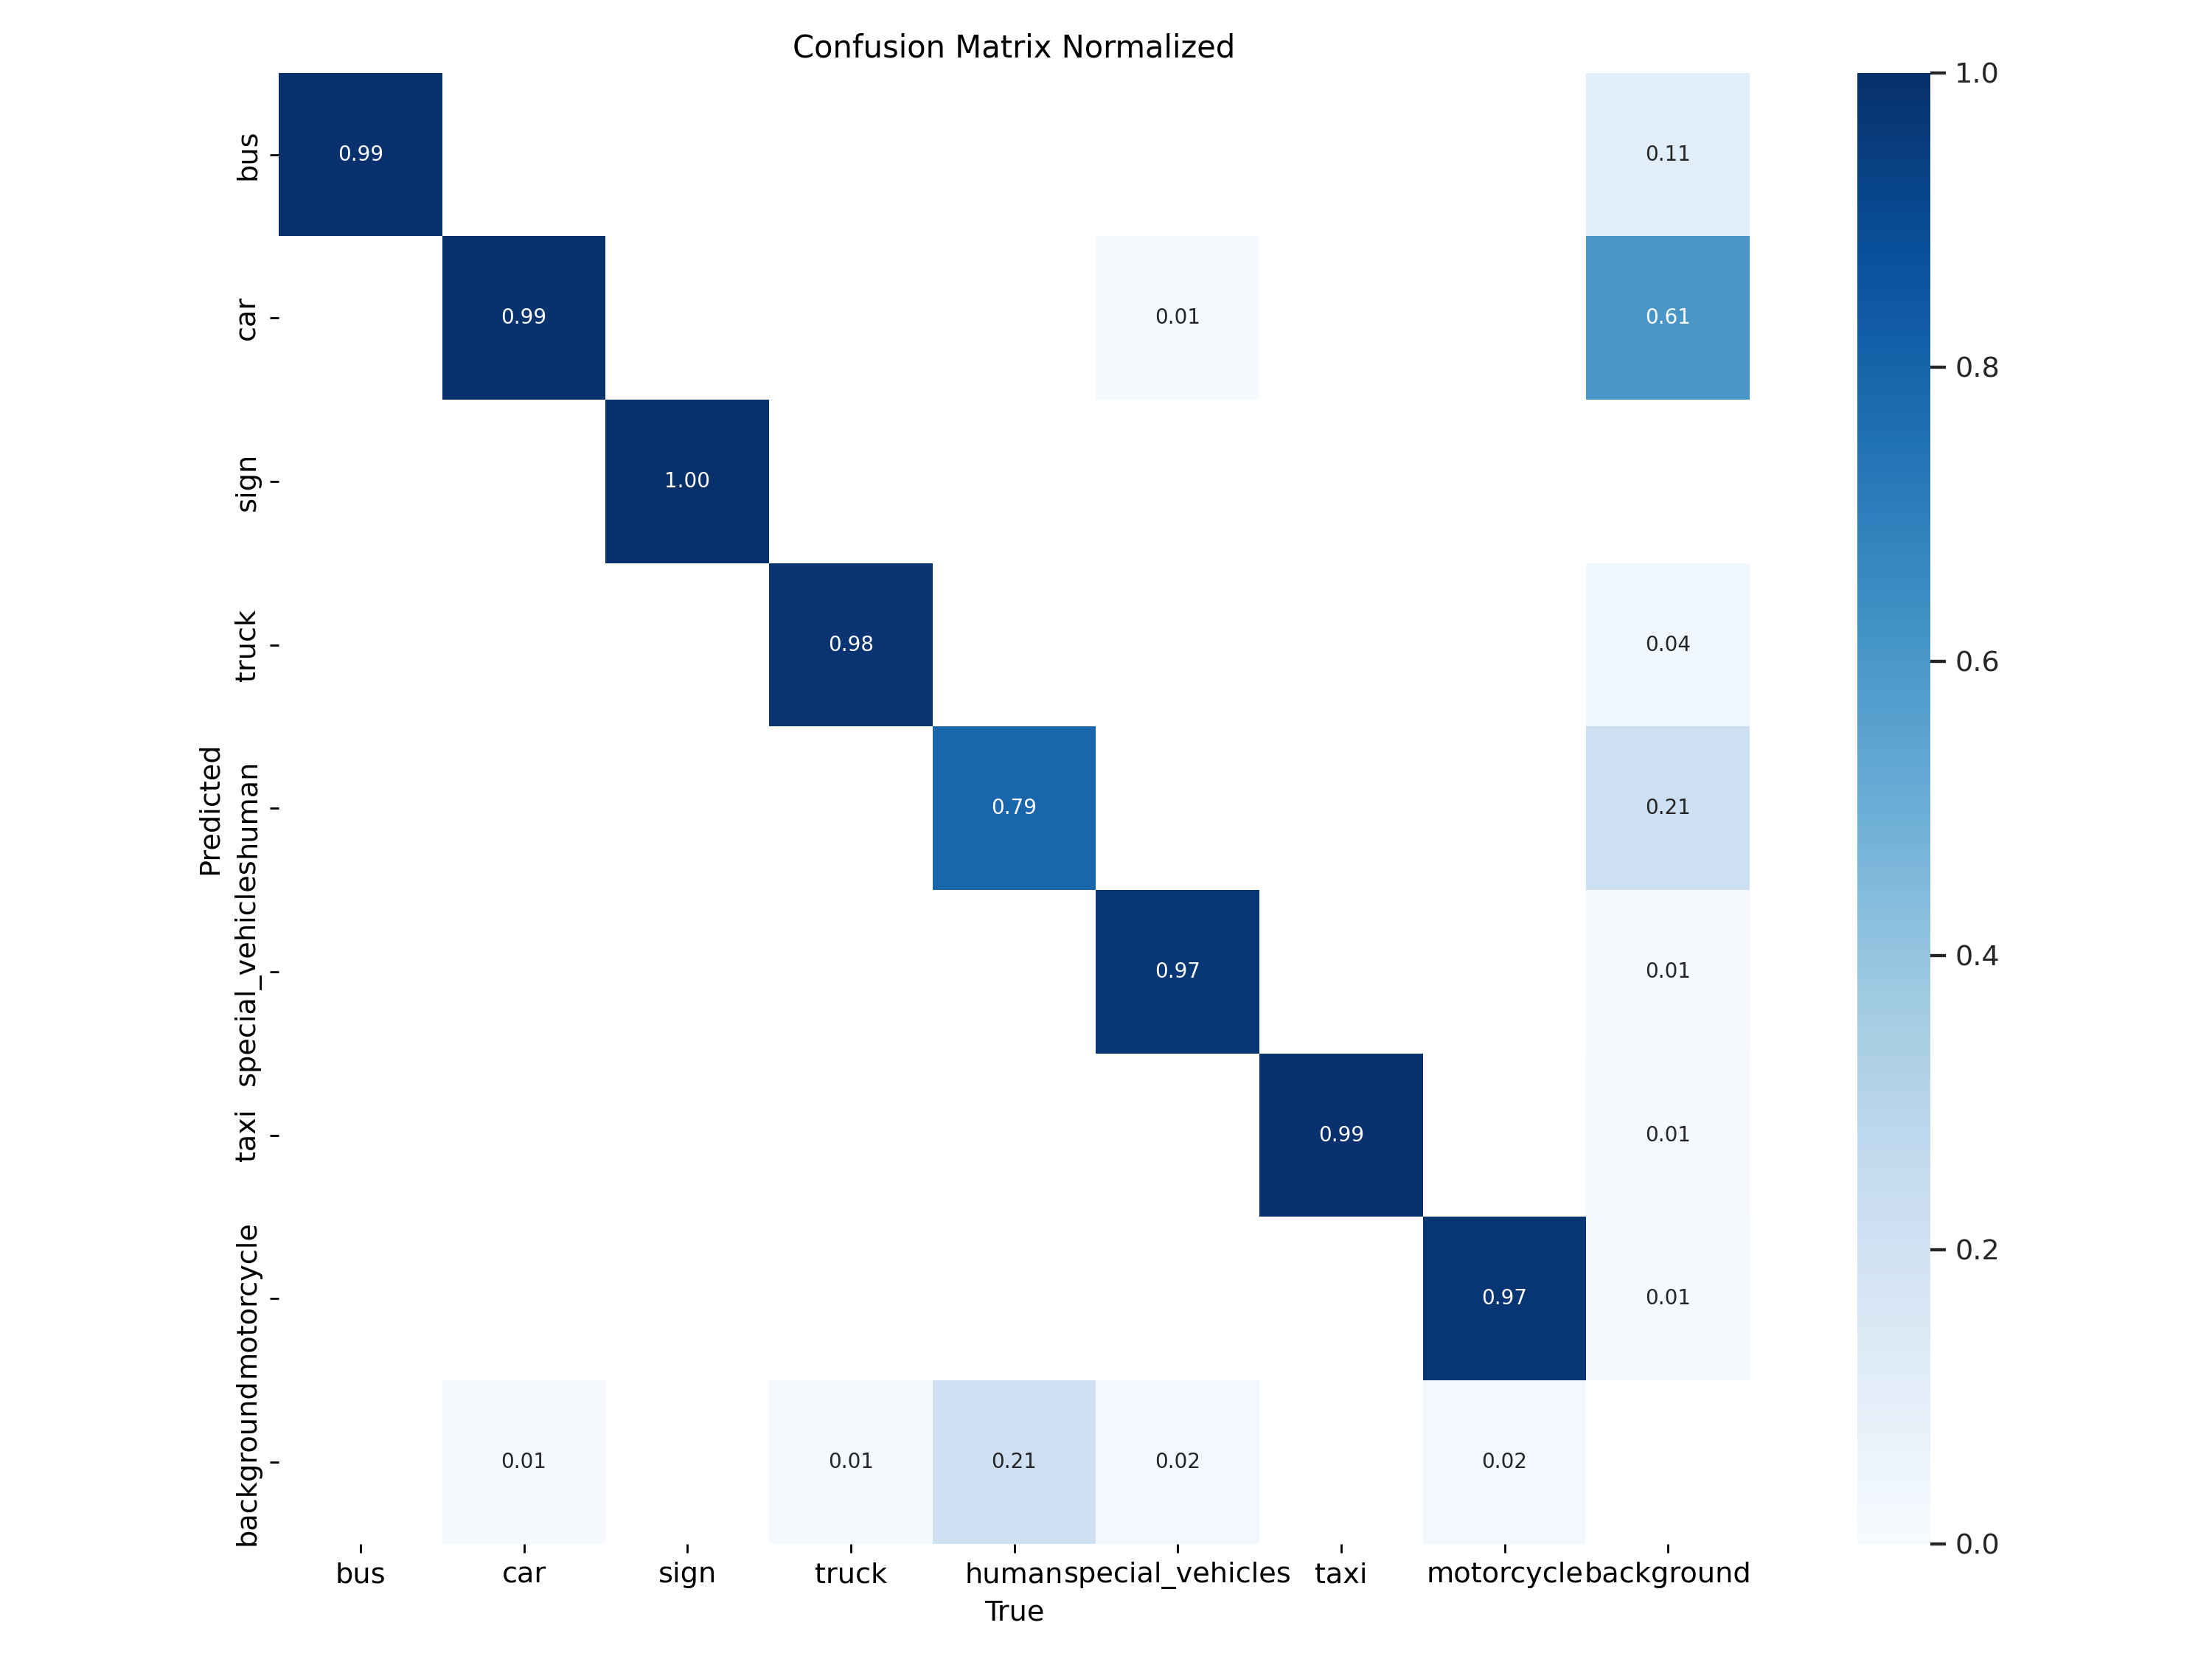 Confusion Matrix Normalized
bus
0.99
0.11
1.0
car
0.99
0.01
0.61
0.8
sign
1.00
truck
0.98
0.04
0.6
Predicted
human
0.79
0.21
special_vehicles
0.97
0.01
0.4
taxi
0.99
0.01
motorcycle
0.97
0.01
0.2
background
0.01
0.01
0.21
0.02
0.02
0.0
bus car sign truck human special_vehicles taxi motorcycle background
True